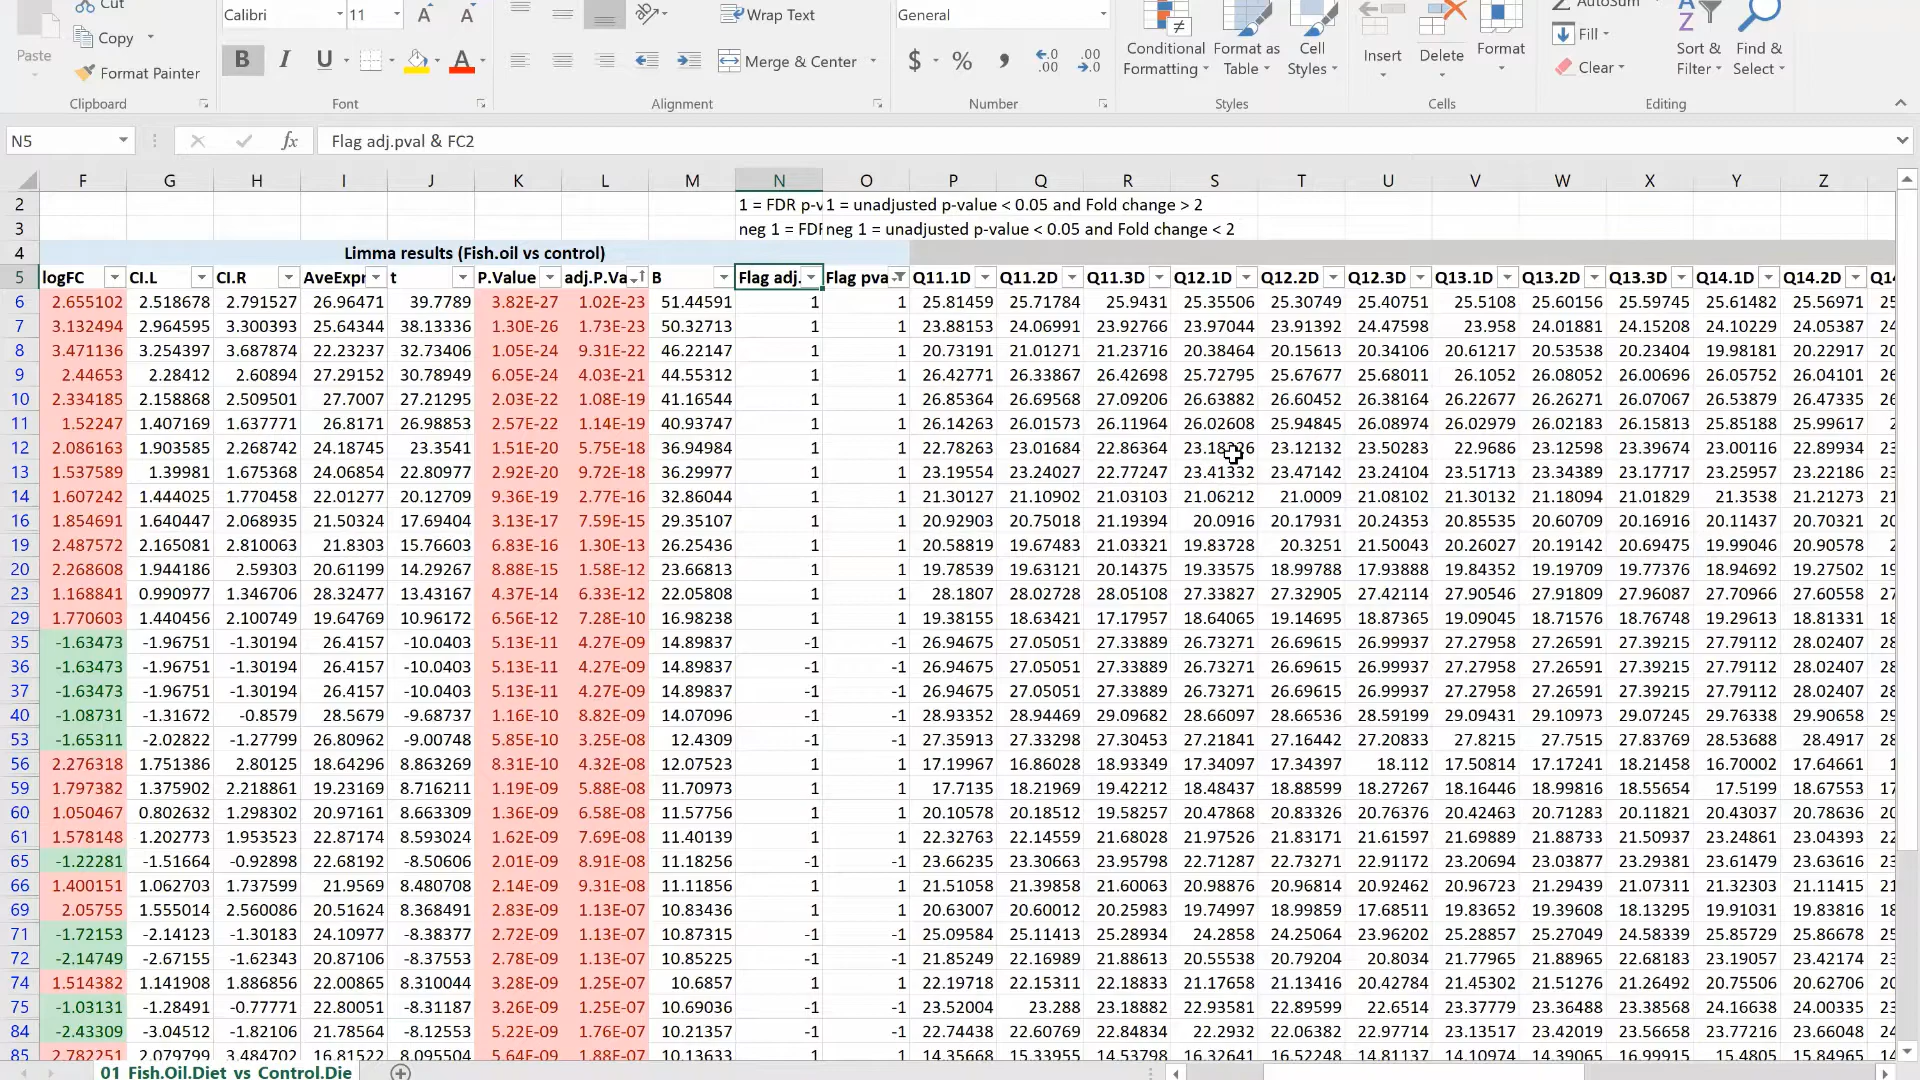 Cut
Calibri 11 A A Wrap Text General AutoSum
Paste Copy Conditional Format as Cell Insert Delete Format Fill Sort & Find &
Format Painter B I U A Merge & Center $ % , .00 .00 Formatting Table Styles Clear Filter Select
Clipboard Font Alignment Number Styles Cells Editing
N5 fx Flag adj.pval & FC2
F G H I J K L M N O P Q R S T U V W X Y Z
2 1 = FDR p-v 1 = unadjusted p-value < 0.05 and Fold change > 2
3 neg 1 = FDF neg 1 = unadjusted p-value < 0.05 and Fold change < 2
4 Limma results (Fish.oil vs control)
5 logFC CI.L CI.R AveExpr t P.Value adj.P.Va B Flag adj. Flag pva Q11.1D Q11.2D Q11.3D Q12.1D Q12.2D Q12.3D Q13.1D Q13.2D Q13.3D Q14.1D Q14.2D Q14
6 2.655102 2.518678 2.791527 26.96471 39.7789 3.82E-27 1.02E-23 51.44591 1 1 25.81459 25.71784 25.9431 25.35506 25.30749 25.40751 25.5108 25.60156 25.59745 25.61482 25.56971 25
7 3.132494 2.964595 3.300393 25.64344 38.13336 1.30E-26 1.73E-23 50.32713 1 1 23.88153 24.06991 23.92766 23.97044 23.91392 24.47598 23.958 24.01881 24.15208 24.10229 24.05387 24
8 3.471136 3.254397 3.687874 22.23237 32.73406 1.05E-24 9.31E-22 46.22147 1 1 20.73191 21.01271 21.23716 20.38464 20.15613 20.34106 20.61217 20.53538 20.23404 19.98181 20.22917 20
9 2.44653 2.28412 2.60894 27.29152 30.78949 6.05E-24 4.03E-21 44.55312 1 1 26.42771 26.33867 26.42698 25.72795 25.67677 25.68011 26.1052 26.08052 26.00696 26.05752 26.04101 26
10 2.334185 2.158868 2.509501 27.7007 27.21295 2.03E-22 1.08E-19 41.16544 1 1 26.85364 26.69568 27.09206 26.63882 26.60452 26.38164 26.22677 26.26271 26.07067 26.53879 26.47335 26
11 1.52247 1.407169 1.637771 26.8171 26.98853 2.57E-22 1.14E-19 40.93747 1 1 26.14263 26.01573 26.11964 26.02608 25.94845 26.08974 26.02979 26.02183 26.15813 25.85188 25.99617 2
12 2.086163 1.903585 2.268742 24.18745 23.3541 1.51E-20 5.75E-18 36.94984 1 1 22.78263 23.01684 22.86364 23.12132 23.50283 22.9686 23.12598 23.39674 23.00116 22.89934 23
13 1.537589 1.39981 1.675368 24.06854 22.80977 2.92E-20 9.72E-18 36.29977 1 1 23.19554 23.24027 22.77247 23.41332 23.47142 23.24104 23.51713 23.34389 23.17717 23.25957 23.22186 23
14 1.607242 1.444025 1.770458 22.01277 20.12709 9.36E-19 2.77E-16 32.86044 1 1 21.30127 21.10902 21.03103 21.06212 21.0009 21.08102 21.30132 21.18094 21.01829 21.3538 21.21273 21
16 1.854691 1.640447 2.068935 21.50324 17.69404 3.13E-17 7.59E-15 29.35107 1 1 20.92903 20.75018 21.19394 20.0916 20.17931 20.24353 20.85535 20.60709 20.16916 20.11437 20.70321 20
19 2.487572 2.165081 2.810063 21.8303 15.76603 6.83E-16 1.30E-13 26.25436 1 1 20.58819 19.67483 21.03321 19.83728 20.3251 21.50043 20.26027 20.19142 20.69475 19.99046 20.90578 2
20 2.268608 1.944186 2.59303 20.61199 14.29267 8.88E-15 1.58E-12 23.66813 1 1 19.78539 19.63121 20.14375 19.33575 18.99788 17.93888 19.84352 19.19709 19.77376 18.94692 19.27502 19
23 1.168841 0.990977 1.346706 28.32477 13.43167 4.37E-14 6.33E-12 22.05808 1 1 28.1807 28.02728 28.05108 27.33827 27.32905 27.42114 27.90546 27.91809 27.96087 27.70966 27.60558 27
29 1.770603 1.440456 2.100749 19.64769 10.96172 6.56E-12 7.28E-10 16.98238 1 1 19.38155 18.63421 17.17957 18.64065 19.14695 18.87365 19.09045 18.71576 18.76748 19.29613 18.81331 18
35 -1.63473 -1.96751 -1.30194 26.4157 -10.0403 5.13E-11 4.27E-09 14.89837 -1 -1 26.94675 27.05051 27.33889 26.73271 26.69615 26.99937 27.27958 27.26591 27.39215 27.79112 28.02407 28
36 -1.63473 -1.96751 -1.30194 26.4157 -10.0403 5.13E-11 4.27E-09 14.89837 -1 -1 26.94675 27.05051 27.33889 26.73271 26.69615 26.99937 27.27958 27.26591 27.39215 27.79112 28.02407 28
37 -1.63473 -1.96751 -1.30194 26.4157 -10.0403 5.13E-11 4.27E-09 14.89837 -1 -1 26.94675 27.05051 27.33889 26.73271 26.69615 26.99937 27.27958 27.26591 27.39215 27.79112 28.02407 28
40 -1.08731 -1.31672 -0.8579 28.5679 -9.68737 1.16E-10 8.82E-09 14.07096 -1 -1 28.93352 28.94469 29.09682 28.66097 28.66536 28.59199 29.09431 29.10973 29.07245 29.76338 29.90658 29
53 -1.65311 -2.02822 -1.27799 26.80962 -9.00748 5.85E-10 3.25E-08 12.4309 -1 -1 27.35913 27.33298 27.30453 27.21841 27.16442 27.20833 27.8215 27.7515 27.83769 28.53688 28.4917 28
56 2.276318 1.751386 2.80125 18.64296 8.863269 8.31E-10 4.32E-08 12.07523 1 1 17.19967 16.86028 18.93349 17.34097 17.34397 18.112 17.50814 17.17241 18.21458 16.70002 17.64661 1
59 1.797382 1.375902 2.218861 19.23169 8.716211 1.19E-09 5.88E-08 11.70973 1 1 17.7135 18.21969 19.42212 18.48437 18.88599 18.27267 18.16446 18.99816 18.55654 17.5199 18.67553 17
60 1.050467 0.802632 1.298302 20.97161 8.663309 1.36E-09 6.58E-08 11.57756 1 1 20.10578 20.18512 19.58257 20.47868 20.83326 20.76376 20.42463 20.71283 20.11821 20.43037 20.78636 20
61 1.578148 1.202773 1.953523 22.87174 8.593024 1.62E-09 7.69E-08 11.40139 1 1 22.32763 22.14559 21.68028 21.97526 21.83171 21.61597 21.69889 21.88733 21.50937 23.24861 23.04393 22
65 -1.22281 -1.51664 -0.92898 22.68192 -8.50606 2.01E-09 8.91E-08 11.18256 -1 -1 23.66235 23.30663 23.95798 22.71287 22.73271 22.91172 23.20694 23.03877 23.29381 23.61479 23.63616 23
66 1.400151 1.062703 1.737599 21.9569 8.480708 2.14E-09 9.31E-08 11.11856 1 1 21.51058 21.39858 21.60063 20.98876 20.96814 20.92462 20.96723 21.29439 21.07311 21.32303 21.11415 21
69 2.05755 1.555014 2.560086 20.51624 8.368491 2.83E-09 1.13E-07 10.83436 1 1 20.63007 20.60012 20.25983 19.74997 18.99859 17.68511 19.83652 19.39608 18.13295 19.91031 19.83816 18
71 -1.72153 -2.14123 -1.30183 24.10977 -8.38377 2.72E-09 1.13E-07 10.87315 -1 -1 25.09584 25.11413 25.28934 24.2858 24.25064 23.96202 25.28857 25.27049 24.58339 25.85729 25.86678 25
72 -2.14749 -2.67155 -1.62343 20.87106 -8.37553 2.78E-09 1.13E-07 10.85225 -1 -1 21.85249 22.16989 21.88613 20.55538 20.79204 20.8034 21.77965 21.88965 22.68183 23.19057 23.42174 23
74 1.514382 1.141908 1.886856 22.00865 8.310044 3.28E-09 1.25E-07 10.6857 1 1 22.19718 22.15311 22.18833 21.17658 21.13416 20.42784 21.45302 21.51276 21.26492 20.75506 20.62706 20
75 -1.03131 -1.28491 -0.77771 22.80051 -8.31187 3.26E-09 1.25E-07 10.69036 -1 -1 23.52004 23.288 23.18882 22.93581 22.89599 22.6514 23.37779 23.36488 23.38568 24.16638 24.00335 23
84 -2.43309 -3.04512 -1.82106 21.78564 -8.12553 5.22E-09 1.76E-07 10.21357 -1 -1 22.74438 22.60769 22.84834 22.2932 22.06382 22.97714 23.13517 23.42019 23.56658 23.77216 23.66048 24
85 2.782251 2.079799 3.484702 16.81522 8.095504 5.64E-09 1.88E-07 10.13633 1 1 14.35668 15.33955 14.53798 16.32641 16.52248 14.81137 14.10974 14.39065 16.99915 15.4805 15.84965 14
01_Fish.Oil.Diet_vs_Control.Die